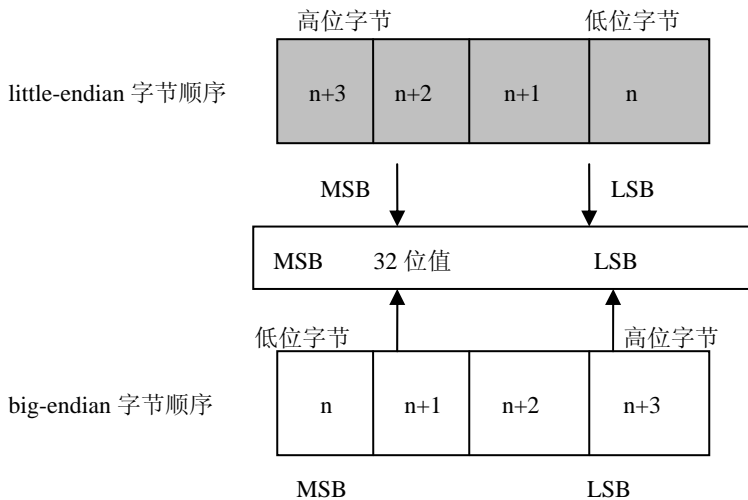 高位字节 低位字节
little-endian 字节顺序 n+3 n+2 n+1 n
MSB LSB
MSB 32 位值 LSB
低位字节 高位字节
big-endian 字节顺序 n n+1 n+2 n+3
MSB LSB